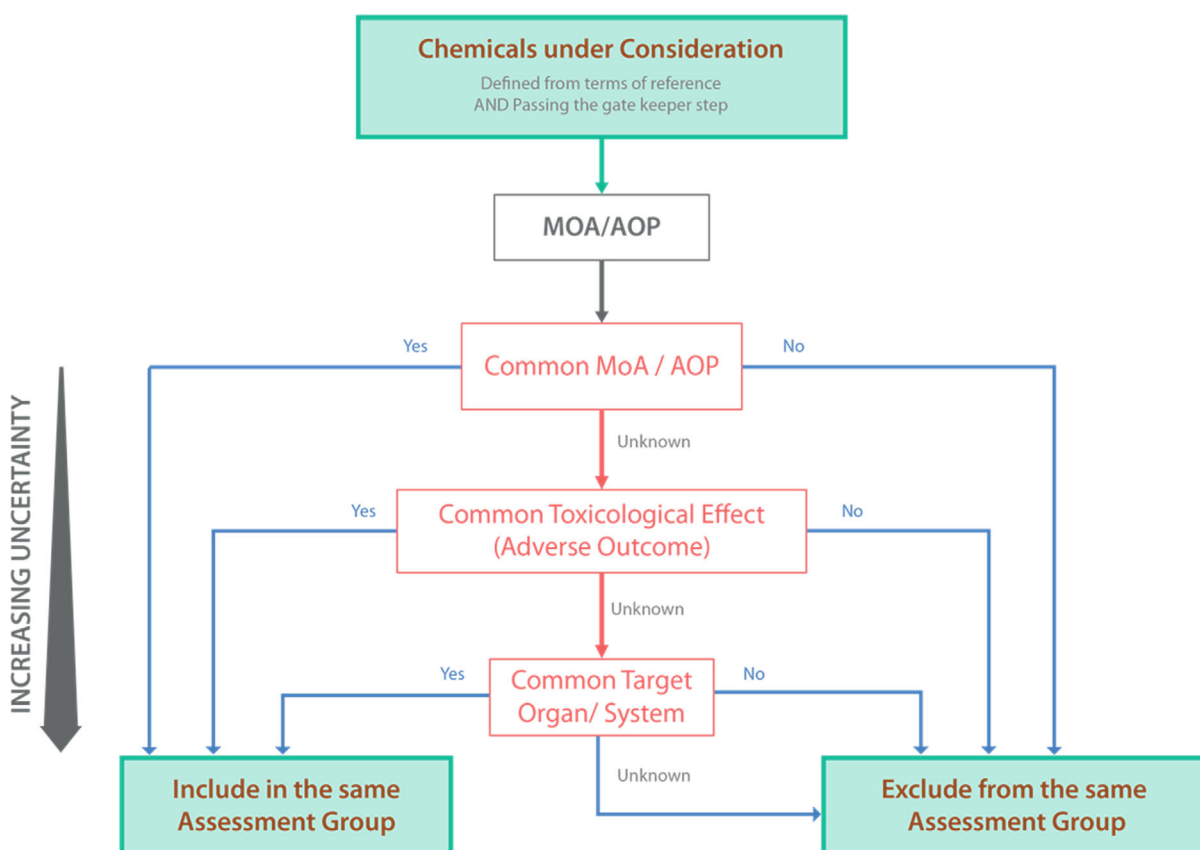 Chemicals under Consideration
Defined from terms of reference
AND Passing the gate keeper step
MOA/AOP
Yes
Common MoA / AOP
No
Unknown
Yes
Common Toxicological Effect
(Adverse Outcome)
No
Unknown
Yes
Common Target
Organ/ System
No
Unknown
INCREASING UNCERTAINTY
Include in the same
Assessment Group
Exclude from the same
Assessment Group